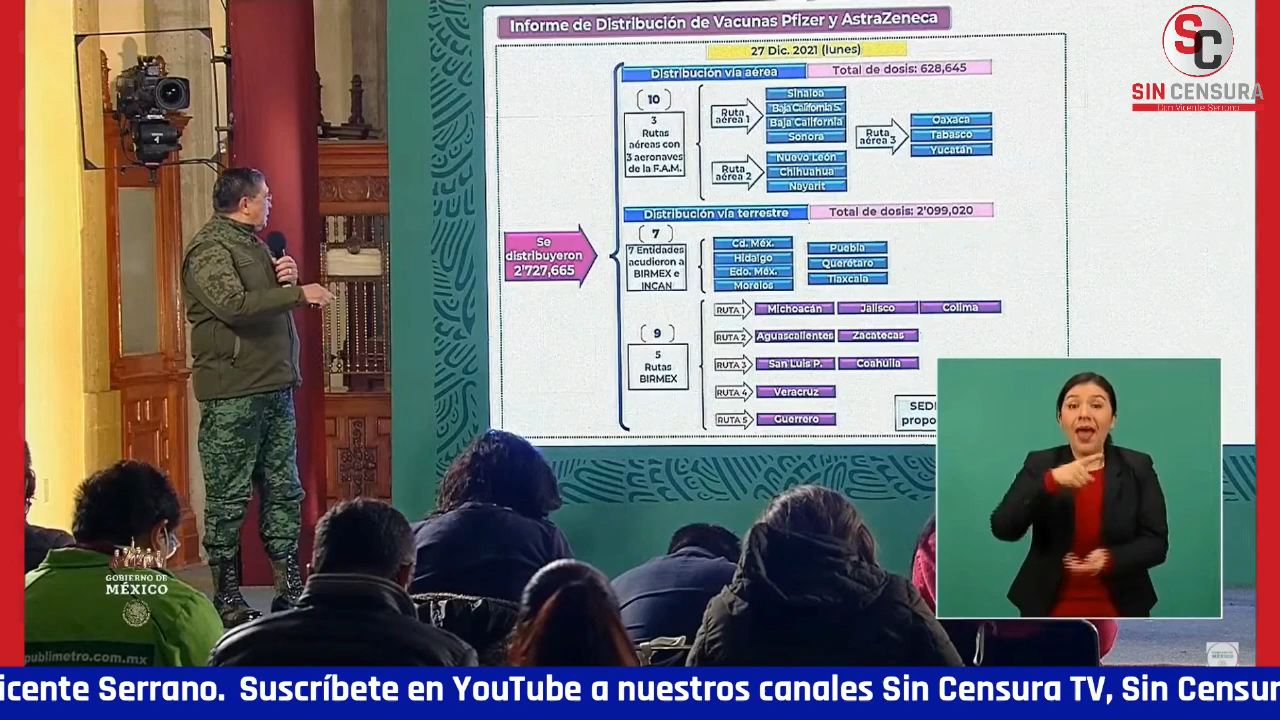 Informe de Distribución de Vacunas Pfizer y AstraZeneca
27 Dic. 2021 (lunes)
Distribución vía aérea
Total de dosis: 628,645
10
3
Rutas
aéreas con
3 aeronaves
de la F.A.M.
Ruta
aérea 1
Sinaloa
Baja California S.
Baja California
Sonora
Ruta
aérea 2
Nuevo León
Chihuahua
Nayarit
Ruta
aérea 3
Oaxaca
Tabasco
Yucatán
Se
distribuyeron
2'727,665
Distribución vía terrestre
Total de dosis: 2'099,020
7
7 Entidades
acudieron a
BIRMEX e
INCAN
Cd. Méx.
Hidalgo
Edo. Méx.
Morelos
Puebla
Querétaro
Tlaxcala
9
5
Rutas
BIRMEX
RUTA 1
Michoacán
Jalisco
Colima
RUTA 2
Aguascalientes
Zacatecas
RUTA 3
San Luis P.
Coahuila
RUTA 4
Veracruz
RUTA 5
Guerrero
SEDE
propo
SC
SIN CENSURA
Con Vicente Serrano
GOBIERNO DE
MÉXICO
publimetro.com.mx
icente Serrano. Suscríbete en YouTube a nuestros canales Sin Censura TV, Sin Censur